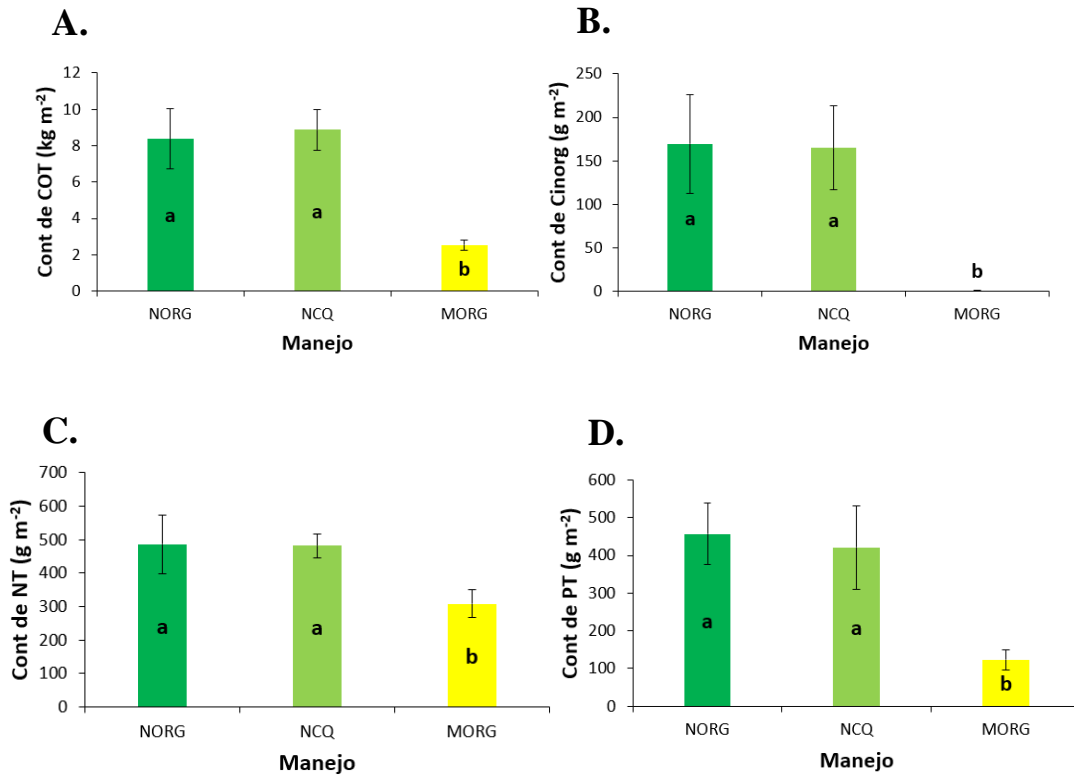 A.
Cont de COT (kg m⁻²)
12
10
8
6
4
2
0
a
a
b
NORG NCQ MORG
Manejo
B.
Cont de Cinorg (g m⁻²)
250
200
150
100
50
0
a
a
b
NORG NCQ MORG
Manejo
C.
Cont de NT (g m⁻²)
700
600
500
400
300
200
100
0
a
a
b
NORG NCQ MORG
Manejo
D.
Cont de PT (g m⁻²)
600
500
400
300
200
100
0
a
a
b
NORG NCQ MORG
Manejo